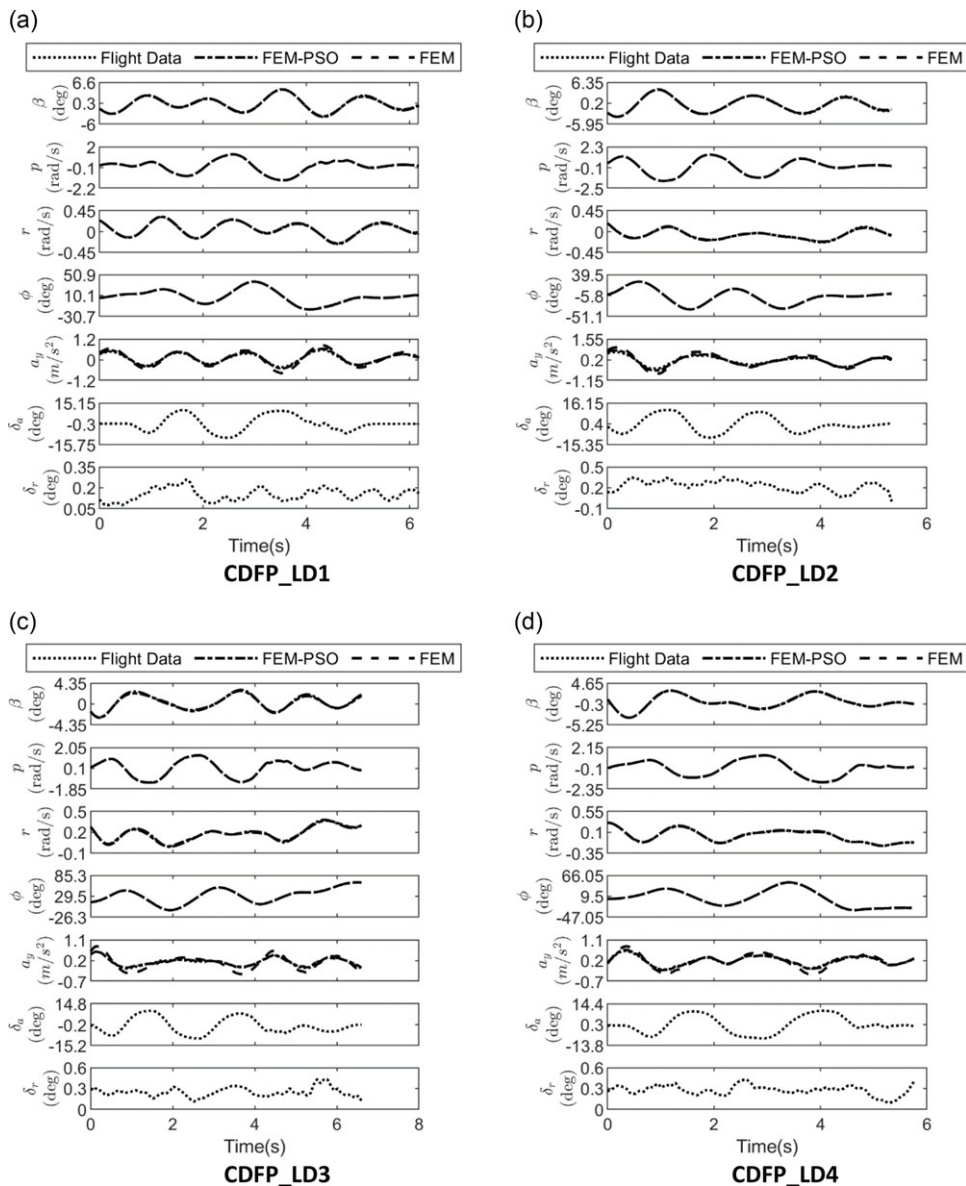 (a)
Flight Data FEM-PSO FEM
β (deg) 6.6 0.3 -6
p (rad/s) 2 -0.1 -2.2
r (rad/s) 0.45 0 -0.45
ϕ (deg) 50.9 10.1 -30.7
a_y (m/s²) 1.2 0 -1.2
δ_a (deg) 15.15 -0.3 -15.75
δ_r (deg) 0.35 0.2 0.05
0 2 4 6
Time(s)
CDFP_LD1
(b)
Flight Data FEM-PSO FEM
β (deg) 6.35 0.2 -5.95
p (rad/s) 2.3 -0.1 -2.5
r (rad/s) 0.45 0 -0.45
ϕ (deg) 39.5 -5.8 -51.1
a_y (m/s²) 1.55 0.2 -1.15
δ_a (deg) 16.15 0.4 -15.35
δ_r (deg) 0.5 0.2 -0.1
0 2 4 6
Time(s)
CDFP_LD2
(c)
Flight Data FEM-PSO FEM
β (deg) 4.35 0 -4.35
p (rad/s) 2.05 0.1 -1.85
r (rad/s) 0.5 0.2 -0.1
ϕ (deg) 85.3 29.5 -26.3
a_y (m/s²) 1.1 0.2 -0.7
δ_a (deg) 14.8 -0.2 -15.2
δ_r (deg) 0.6 0.3 0
0 2 4 6 8
Time(s)
CDFP_LD3
(d)
Flight Data FEM-PSO FEM
β (deg) 4.65 -0.3 -5.25
p (rad/s) 2.15 -0.1 -2.35
r (rad/s) 0.55 0.1 -0.35
ϕ (deg) 66.05 9.5 -47.05
a_y (m/s²) 1.1 0.2 -0.7
δ_a (deg) 14.4 0.3 -13.8
δ_r (deg) 0.6 0.3 0
0 2 4 6
Time(s)
CDFP_LD4